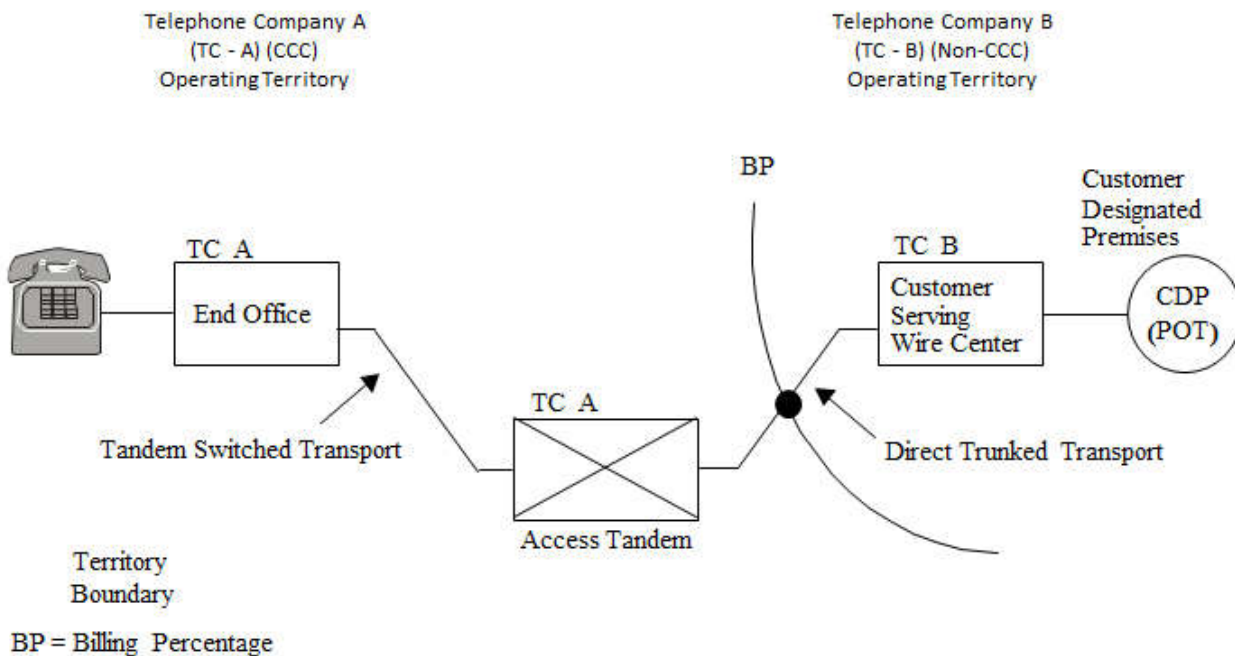 Telephone Company A
(TC - A) (CCC)
Operating Territory
Telephone Company B
(TC - B) (Non-CCC)
Operating Territory
BP
Customer
Designated
Premises
TC A
End Office
TC B
Customer
Serving
Wire Center
CDP
(POT)
TC A
Tandem Switched Transport
Direct Trunked Transport
Access Tandem
Territory
Boundary
BP = Billing Percentage